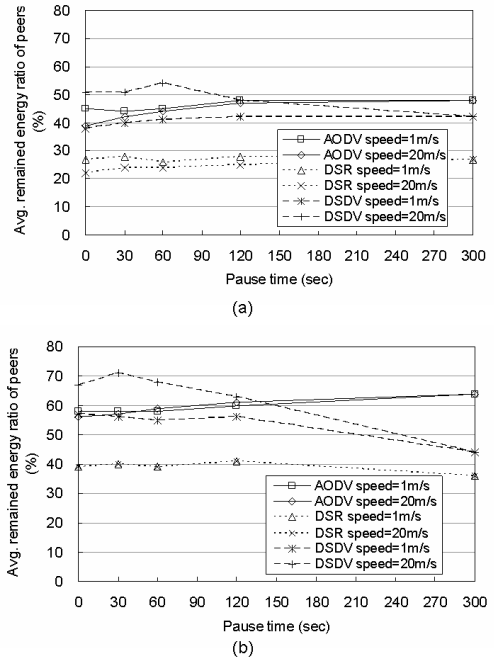 Avg. remained energy ratio of peers
(%)
80
70
60
50
40
30
20
10
0
AODV speed=1m/s
AODV speed=20m/s
DSR speed=1m/s
DSR speed=20m/s
DSDV speed=1m/s
DSDV speed=20m/s
0 30 60 90 120 150 180 210 240 270 300
Pause time (sec)
(a)
Avg. remained energy ratio of peers
(%)
80
70
60
50
40
30
20
10
0
AODV speed=1m/s
AODV speed=20m/s
DSR speed=1m/s
DSR speed=20m/s
DSDV speed=1m/s
DSDV speed=20m/s
0 30 60 90 120 150 180 210 240 270 300
Pause time (sec)
(b)